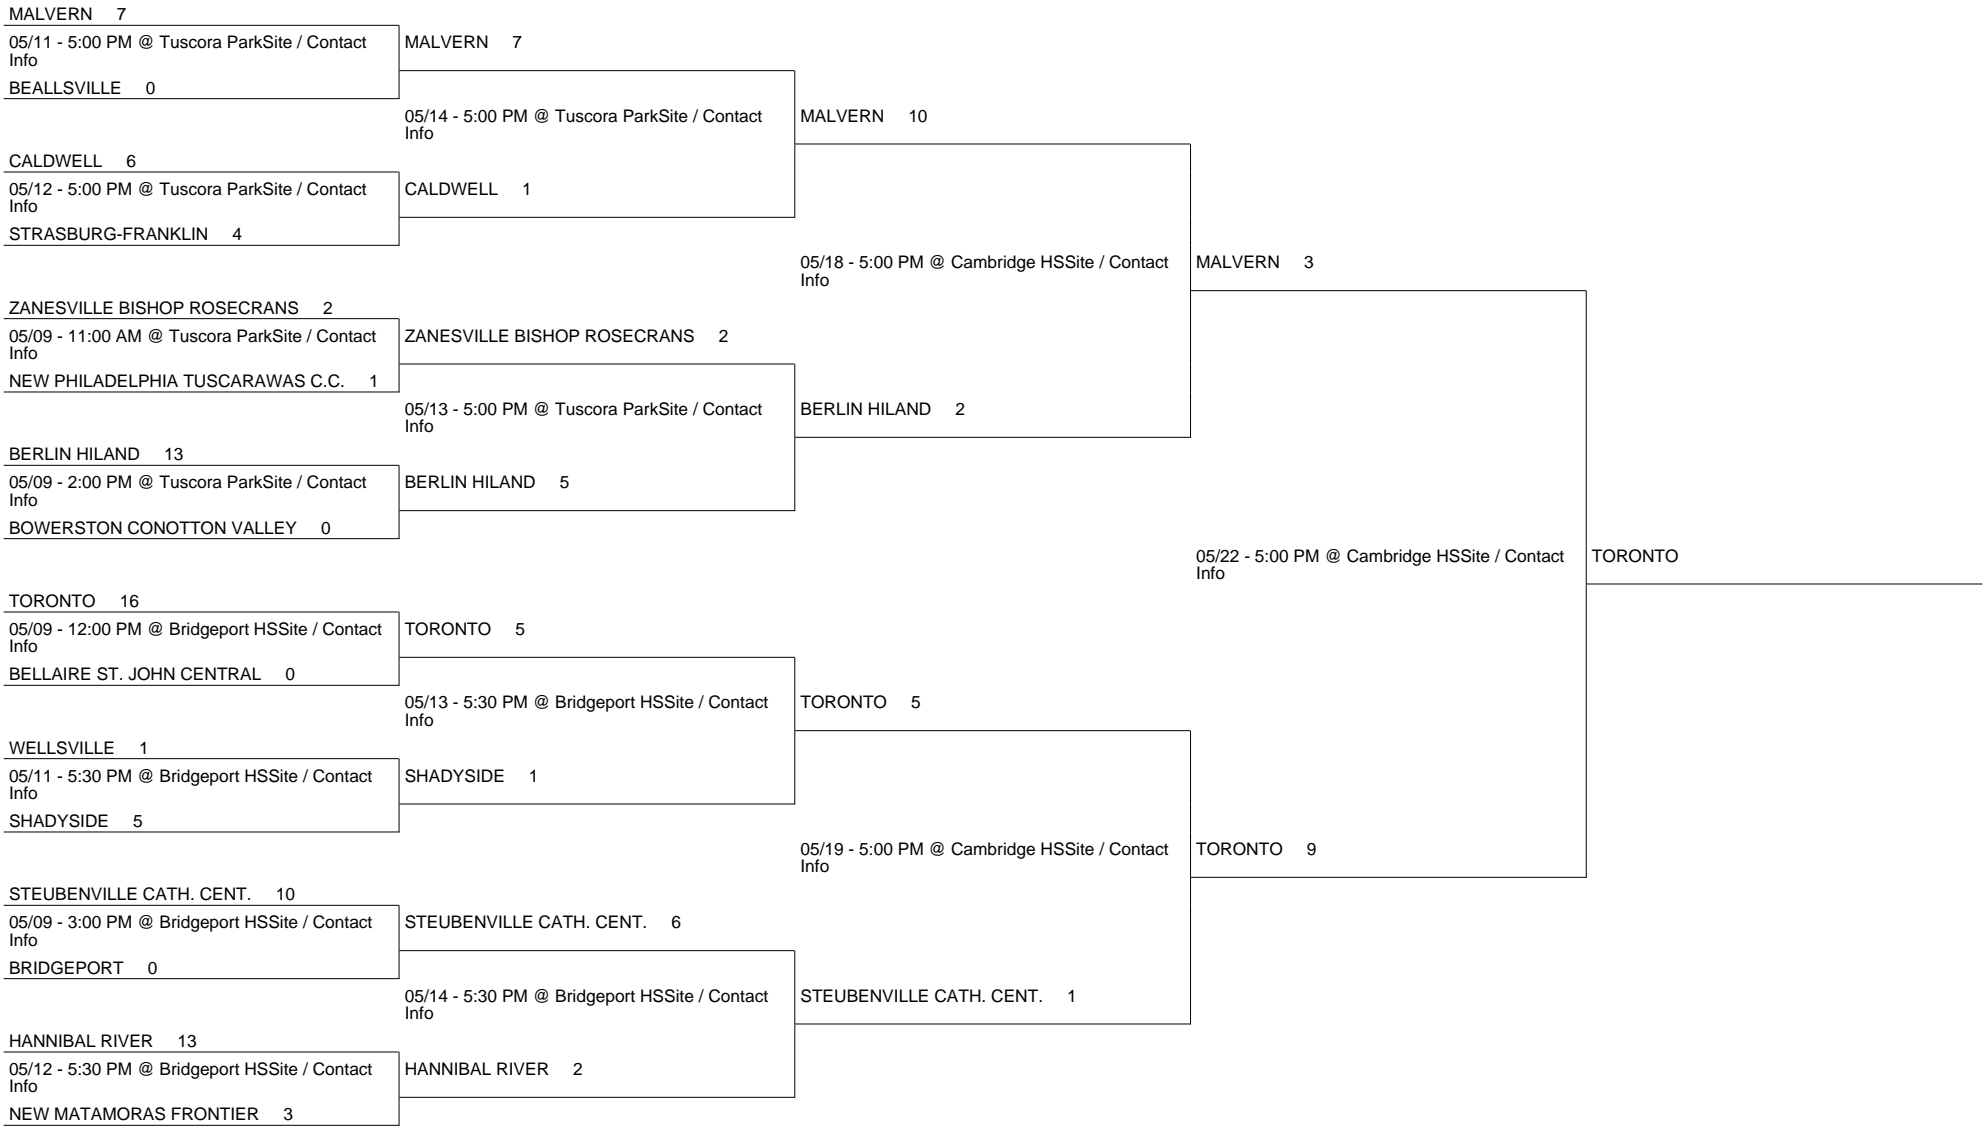 MALVERN 7
05/11 - 5:00 PM @ Tuscora ParkSite / Contact
Info
BEALLSVILLE 0
CALDWELL 6
05/12 - 5:00 PM @ Tuscora ParkSite / Contact
Info
STRASBURG-FRANKLIN 4
ZANESVILLE BISHOP ROSECRANS 2
05/09 - 11:00 AM @ Tuscora ParkSite / Contact
Info
NEW PHILADELPHIA TUSCARAWAS C.C. 1
BERLIN HILAND 13
05/09 - 2:00 PM @ Tuscora ParkSite / Contact
Info
BOWERSTON CONOTTON VALLEY 0
TORONTO 16
05/09 - 12:00 PM @ Bridgeport HSSite / Contact
Info
BELLAIRE ST. JOHN CENTRAL 0
WELLSVILLE 1
05/11 - 5:30 PM @ Bridgeport HSSite / Contact
Info
SHADYSIDE 5
STEUBENVILLE CATH. CENT. 10
05/09 - 3:00 PM @ Bridgeport HSSite / Contact
Info
BRIDGEPORT 0
HANNIBAL RIVER 13
05/12 - 5:30 PM @ Bridgeport HSSite / Contact
Info
NEW MATAMORAS FRONTIER 3
MALVERN 7
05/14 - 5:00 PM @ Tuscora ParkSite / Contact
Info
CALDWELL 1
ZANESVILLE BISHOP ROSECRANS 2
05/13 - 5:00 PM @ Tuscora ParkSite / Contact
Info
BERLIN HILAND 5
TORONTO 5
05/13 - 5:30 PM @ Bridgeport HSSite / Contact
Info
SHADYSIDE 1
STEUBENVILLE CATH. CENT. 6
05/14 - 5:30 PM @ Bridgeport HSSite / Contact
Info
HANNIBAL RIVER 2
MALVERN 10
05/18 - 5:00 PM @ Cambridge HSSite / Contact
Info
BERLIN HILAND 2
TORONTO 5
05/19 - 5:00 PM @ Cambridge HSSite / Contact
Info
STEUBENVILLE CATH. CENT. 1
MALVERN 3
05/22 - 5:00 PM @ Cambridge HSSite / Contact
Info
TORONTO 9
TORONTO